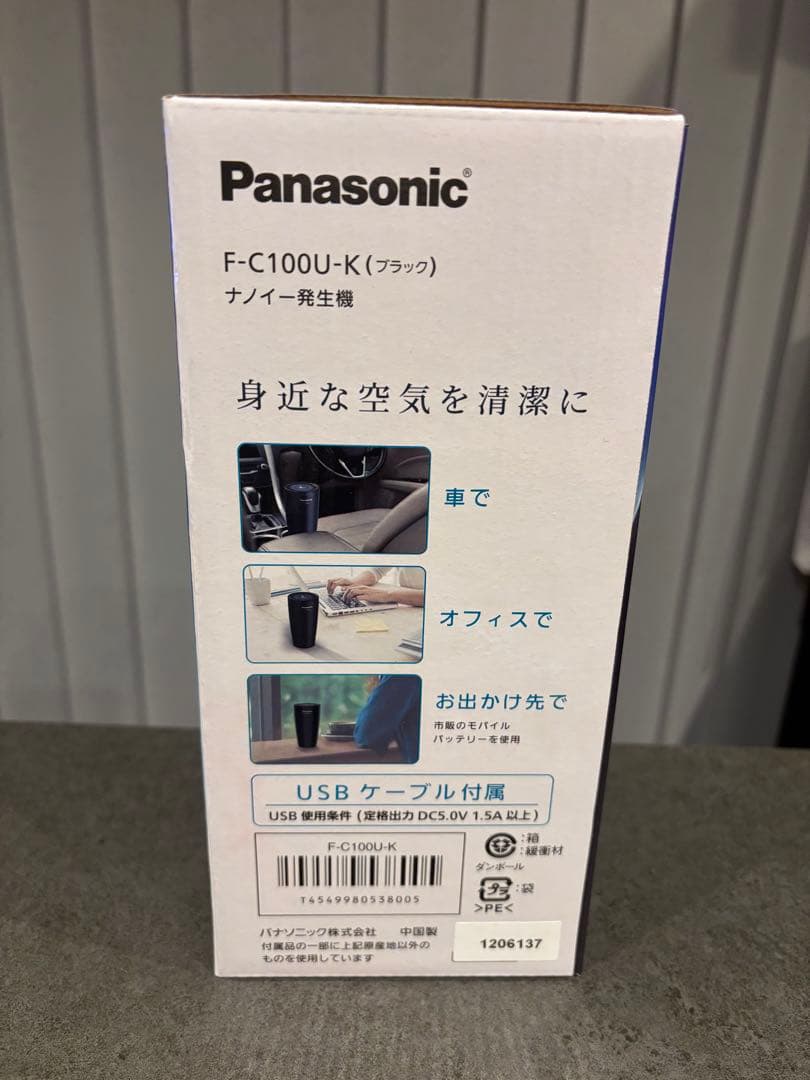 Panasonic®
F-C100U-K(ブラック)
ナノイー発生機
身近な空気を清潔に
車で
オフィスで
お出かけ先で
市販のモバイル
バッテリーを使用
USB ケーブル付属
USB 使用条件 (定格出力 DC5.0V 1.5A 以上)
F-C100U-K
T4549980538005
:箱
:緩衝材
ダンボール
プラ :袋
>PE<
パナソニック株式会社 中国製
付属品の一部に上記原産地以外の
ものを使用しています
1206137